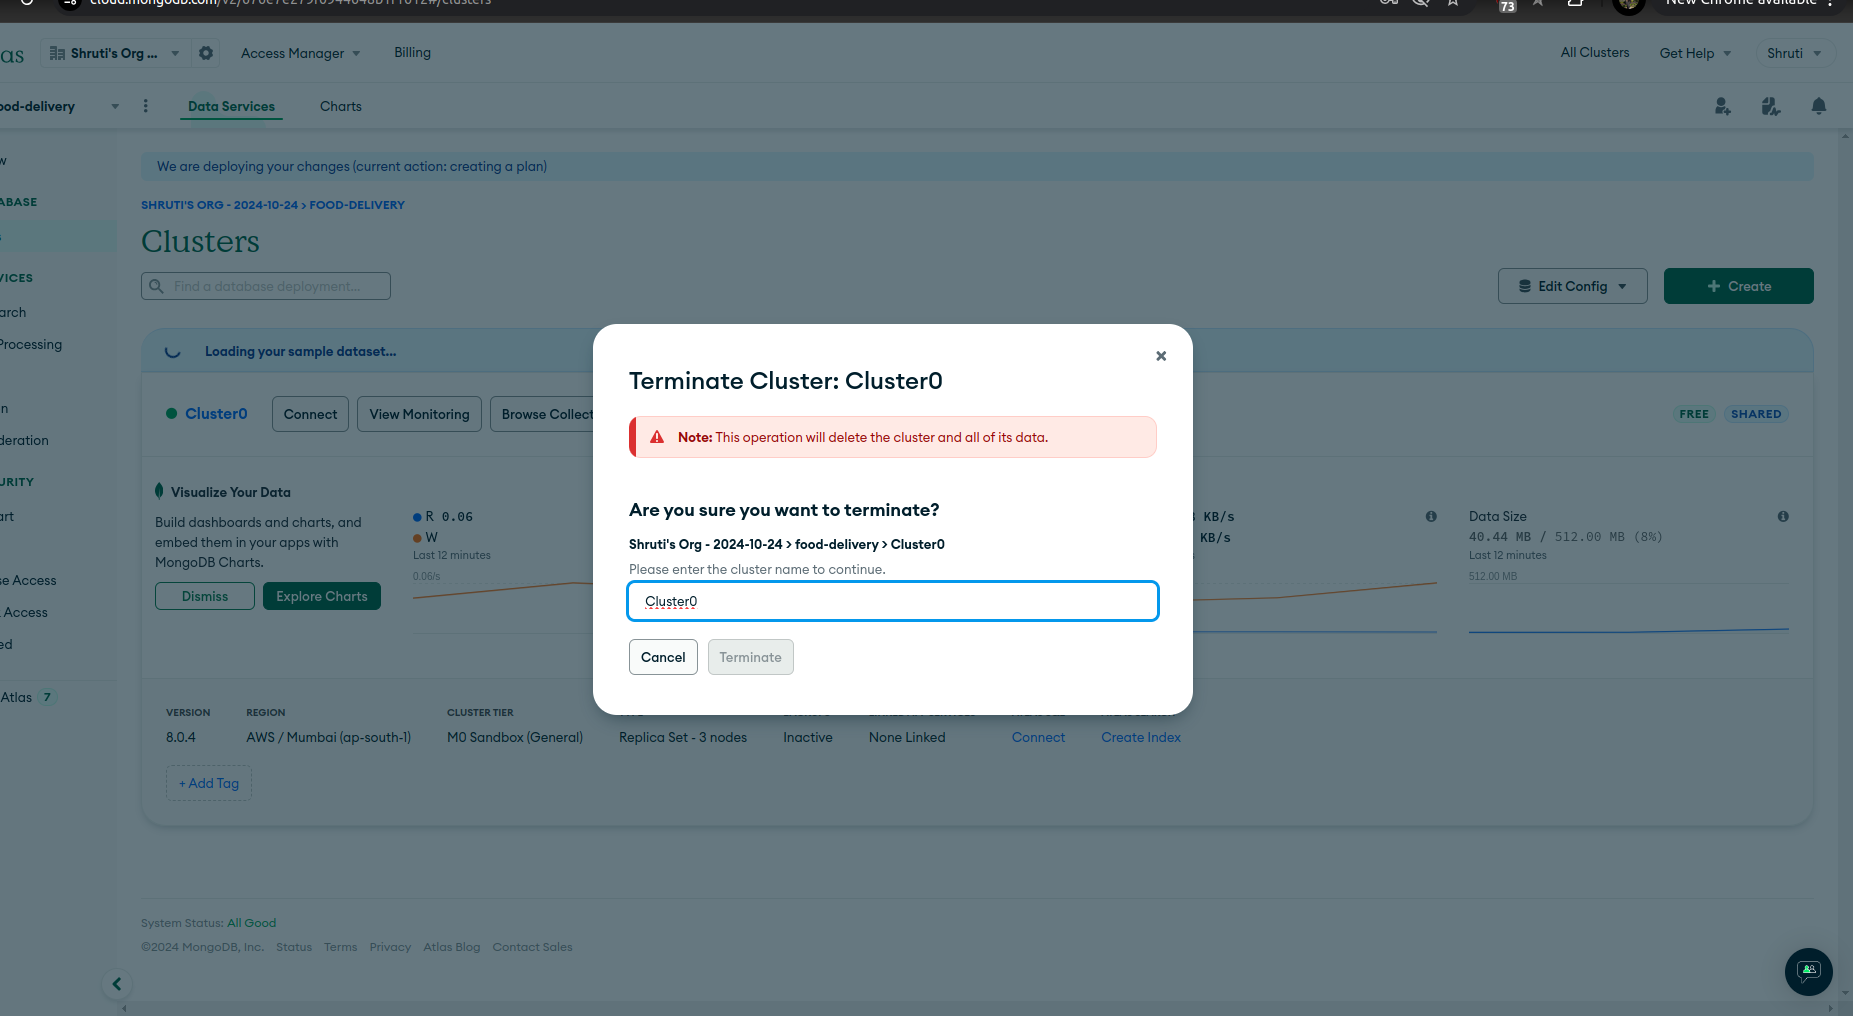 cloud.mongodb.com/v2/
#/clusters
73
New Chrome available
as
Shruti's Org ...
Access Manager
Billing
All Clusters
Get Help
Shruti
ood-delivery
Data Services
Charts
w
We are deploying your changes (current action: creating a plan)
ABASE
SHRUTI'S ORG - 2024-10-24 > FOOD-DELIVERY
s
Clusters
VICES
Find a database deployment...
Edit Config
+ Create
arch
Processing
Loading your sample dataset...
n
Cluster0
Connect
View Monitoring
Browse Collect
FREE
SHARED
deration
URITY
Visualize Your Data
art
Build dashboards and charts, and
embed them in your apps with
MongoDB Charts.
R 0.06
W
Last 12 minutes
0.06/s
KB/s
KB/s
Data Size
40.44 MB / 512.00 MB (8%)
Last 12 minutes
512.00 MB
se Access
Dismiss
Explore Charts
Access
ed
Atlas 7
Terminate Cluster: Cluster0
Note: This operation will delete the cluster and all of its data.
Are you sure you want to terminate?
Shruti's Org - 2024-10-24 > food-delivery > Cluster0
Please enter the cluster name to continue.
Cluster0
Cancel
Terminate
VERSION
REGION
CLUSTER TIER
8.0.4
AWS / Mumbai (ap-south-1)
M0 Sandbox (General)
Replica Set - 3 nodes
Inactive
None Linked
Connect
Create Index
+ Add Tag
System Status: All Good
©2024 MongoDB, Inc.
Status
Terms
Privacy
Atlas Blog
Contact Sales